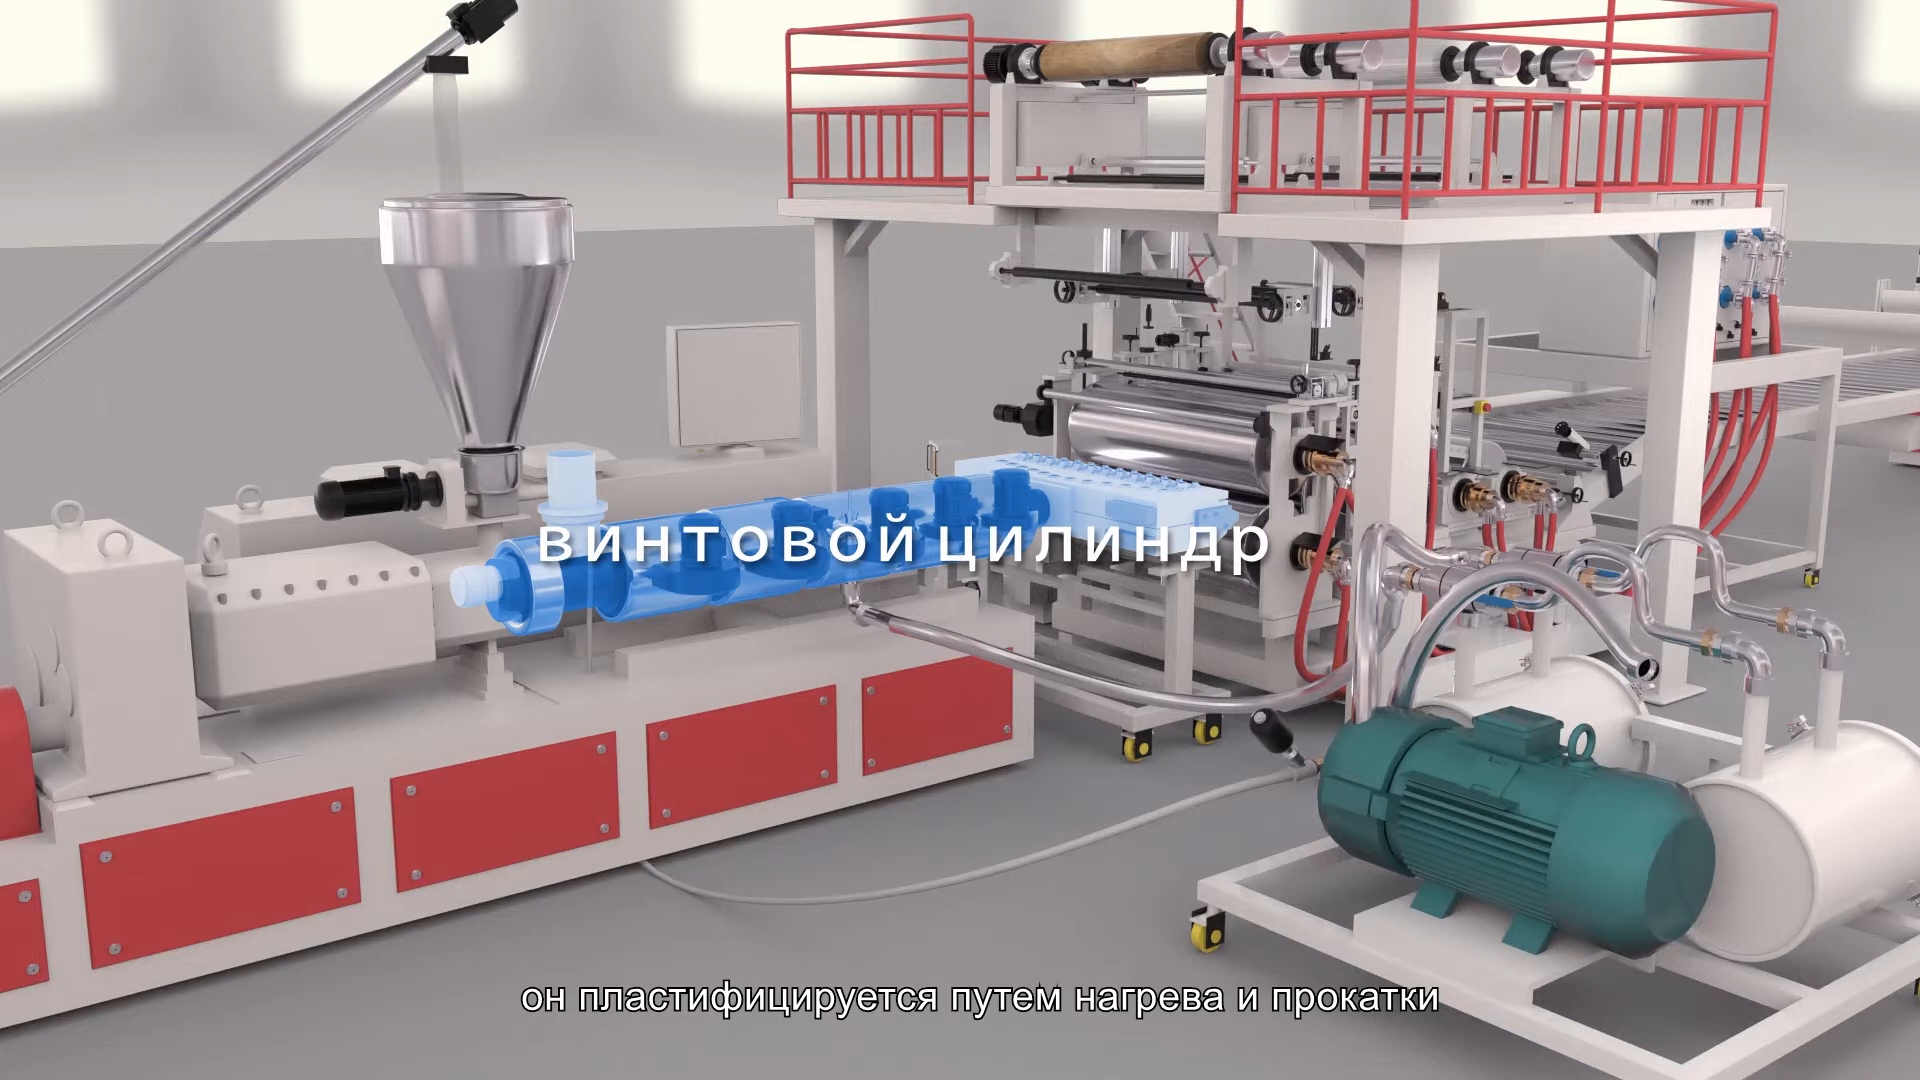 винтовой цилиндр
он пластифицируется путем нагрева и прокатки